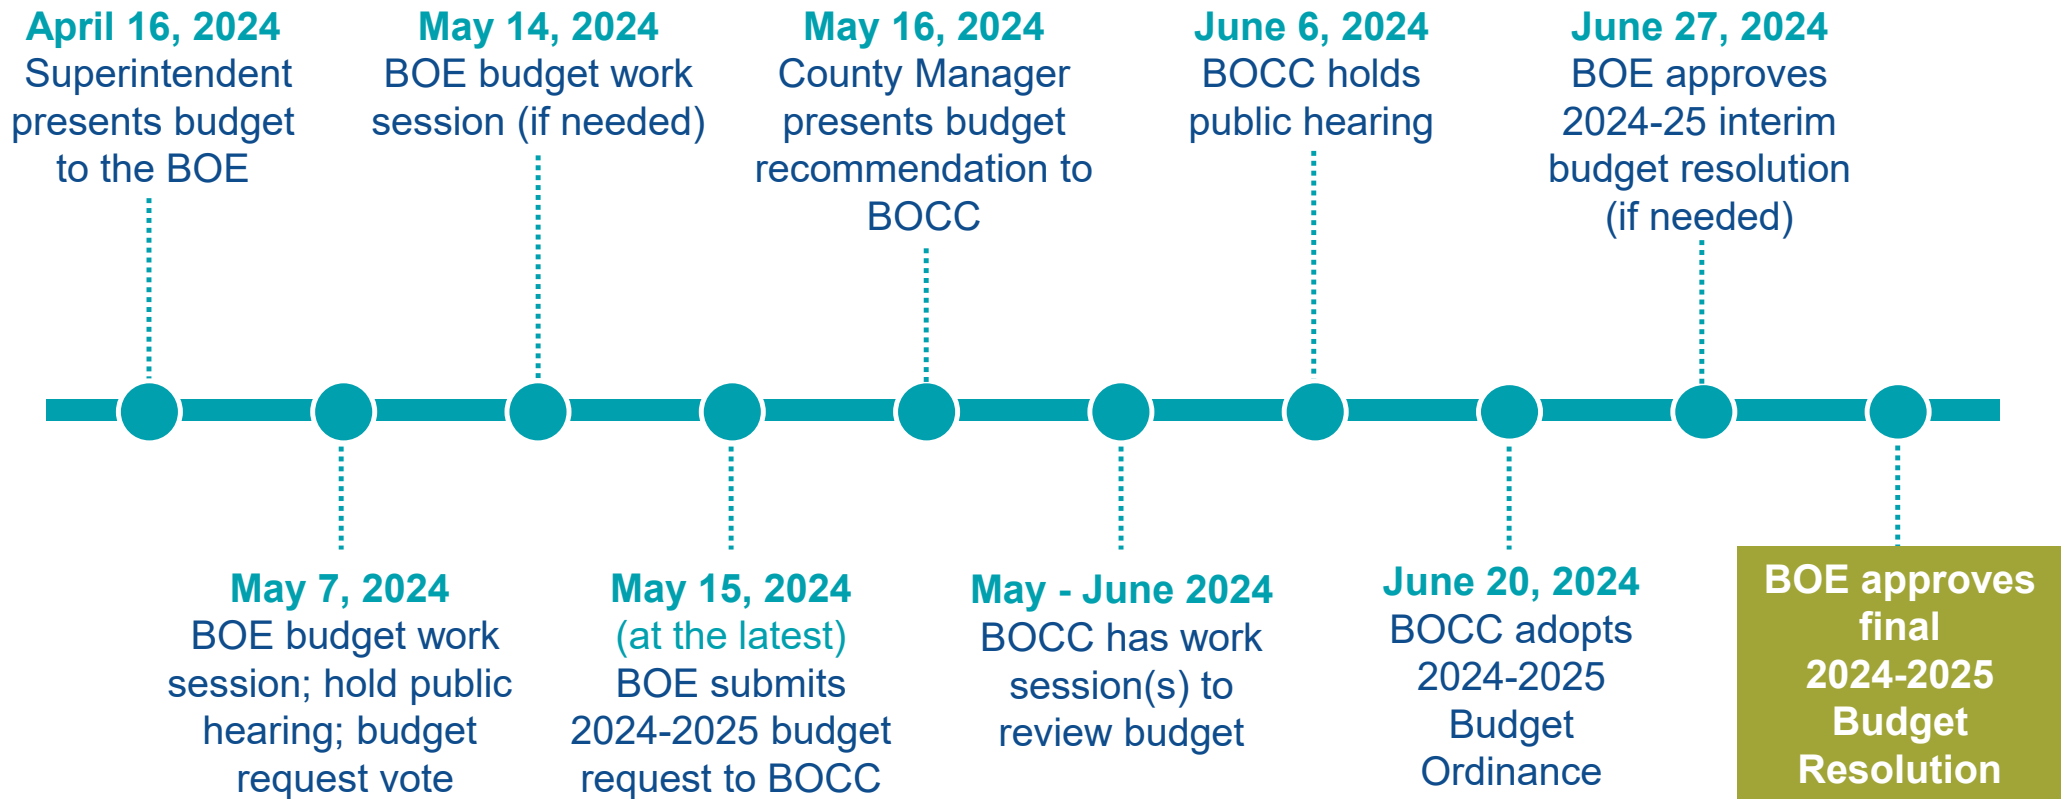 April 16, 2024
Superintendent
presents budget
to the BOE
May 14, 2024
BOE budget work
session (if needed)
May 16, 2024
County Manager
presents budget
recommendation to
BOCC
June 6, 2024
BOCC holds
public hearing
June 27, 2024
BOE approves
2024-25 interim
budget resolution
(if needed)
May 7, 2024
BOE budget work
session; hold public
hearing; budget
request vote
May 15, 2024
(at the latest)
BOE submits
2024-2025 budget
request to BOCC
May - June 2024
BOCC has work
session(s) to
review budget
June 20, 2024
BOCC adopts
2024-2025
Budget
Ordinance
BOE approves
final
2024-2025
Budget
Resolution